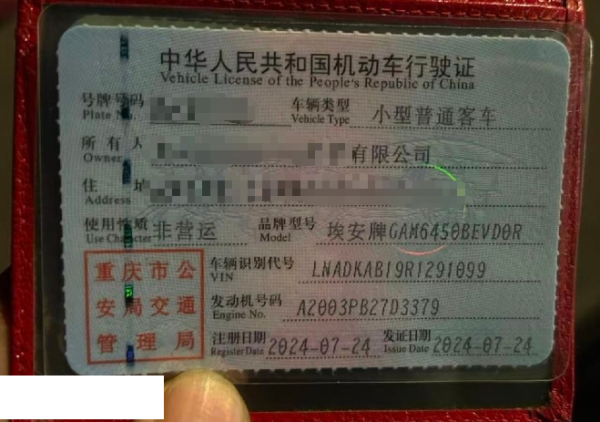 中华人民共和国机动车行驶证
Vehicle License of the People's Republic of China
号牌号码 车辆类型 小型普通客车
Plate No. Vehicle Type
所有人 有限公司
Owner
住址
Address
使用性质 非营运 品牌型号 埃安牌GAM6450BEVD0R
Use Character Model
重庆市公 车辆识别代号 LNADKAB19R1291099
VIN
安局交通 发动机号码 A2003PB27D3379
Engine No.
管理局 注册日期 2024-07-24 发证日期 2024-07-24
Register Date Issue Date